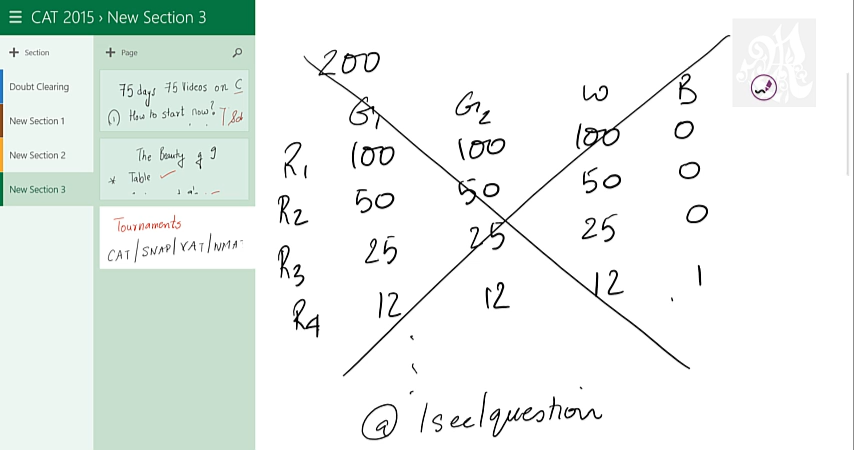 CAT 2015 › New Section 3
+ Section
+ Page
Doubt Clearing
New Section 1
New Section 2
New Section 3
75 days 75 Videos on C
① How to start now?
The Beauty of 9
* Table
Tournaments
CAT/SNAP/XAT/NMA
200
G1 G2 W B
R1 100 100 100 0
R2 50 50 50 0
R3 25 25 25 0
R4 12 12 12 1
@ 1sec/question